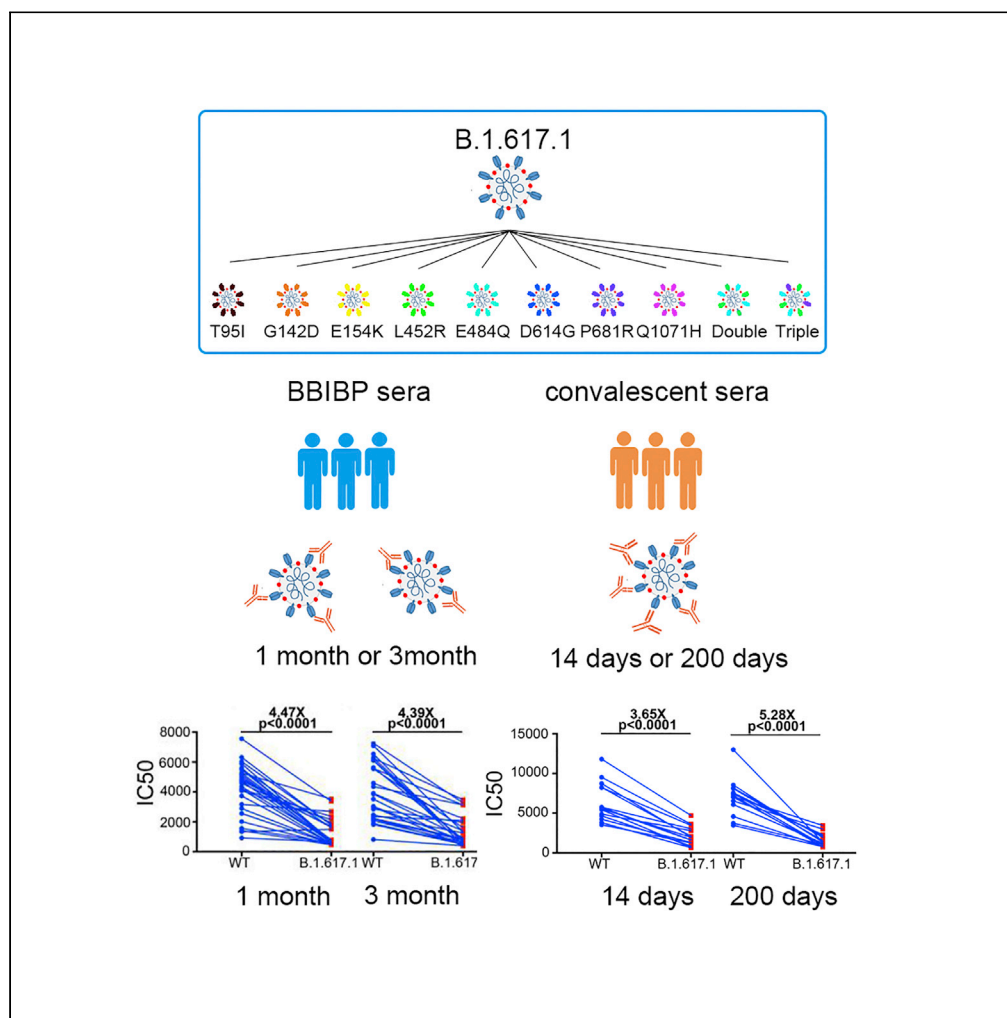 B.1.617.1
T95I G142D E154K L452R E484Q D614G P681R Q1071H Double Triple
BBIBP sera convalescent sera
1 month or 3month 14 days or 200 days
4.47X 4.39X
p<0.0001 p<0.0001
8000
6000
4000
2000
0
IC50
WT B.1.617.1 WT B.1.617
1 month 3 month
3.65X 5.28X
p<0.0001 p<0.0001
15000
10000
5000
0
IC50
WT B.1.617.1 WT B.1.617.1
14 days 200 days